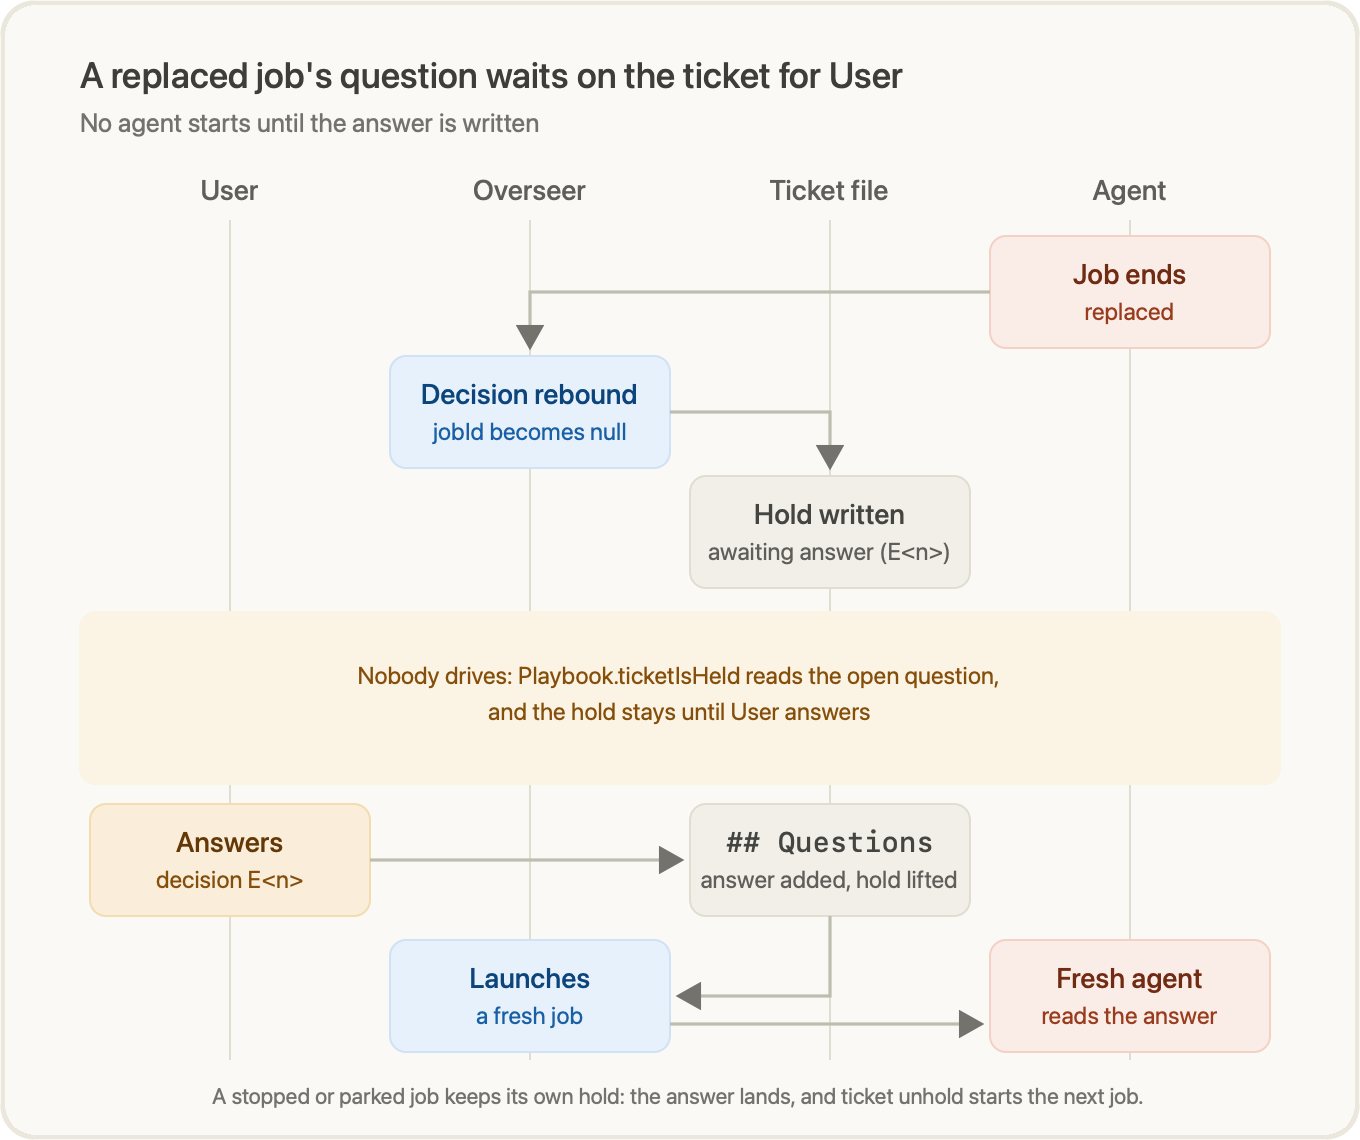 A replaced job's question waits on the ticket for User
No agent starts until the answer is written
User
Overseer
Ticket file
Agent
Job ends
replaced
Decision rebound
jobId becomes null
Hold written
awaiting answer (E<n>)
Nobody drives: Playbook.ticketIsHeld reads the open question,
and the hold stays until User answers
Answers
decision E<n>
## Questions
answer added, hold lifted
Launches
a fresh job
Fresh agent
reads the answer
A stopped or parked job keeps its own hold: the answer lands, and ticket unhold starts the next job.